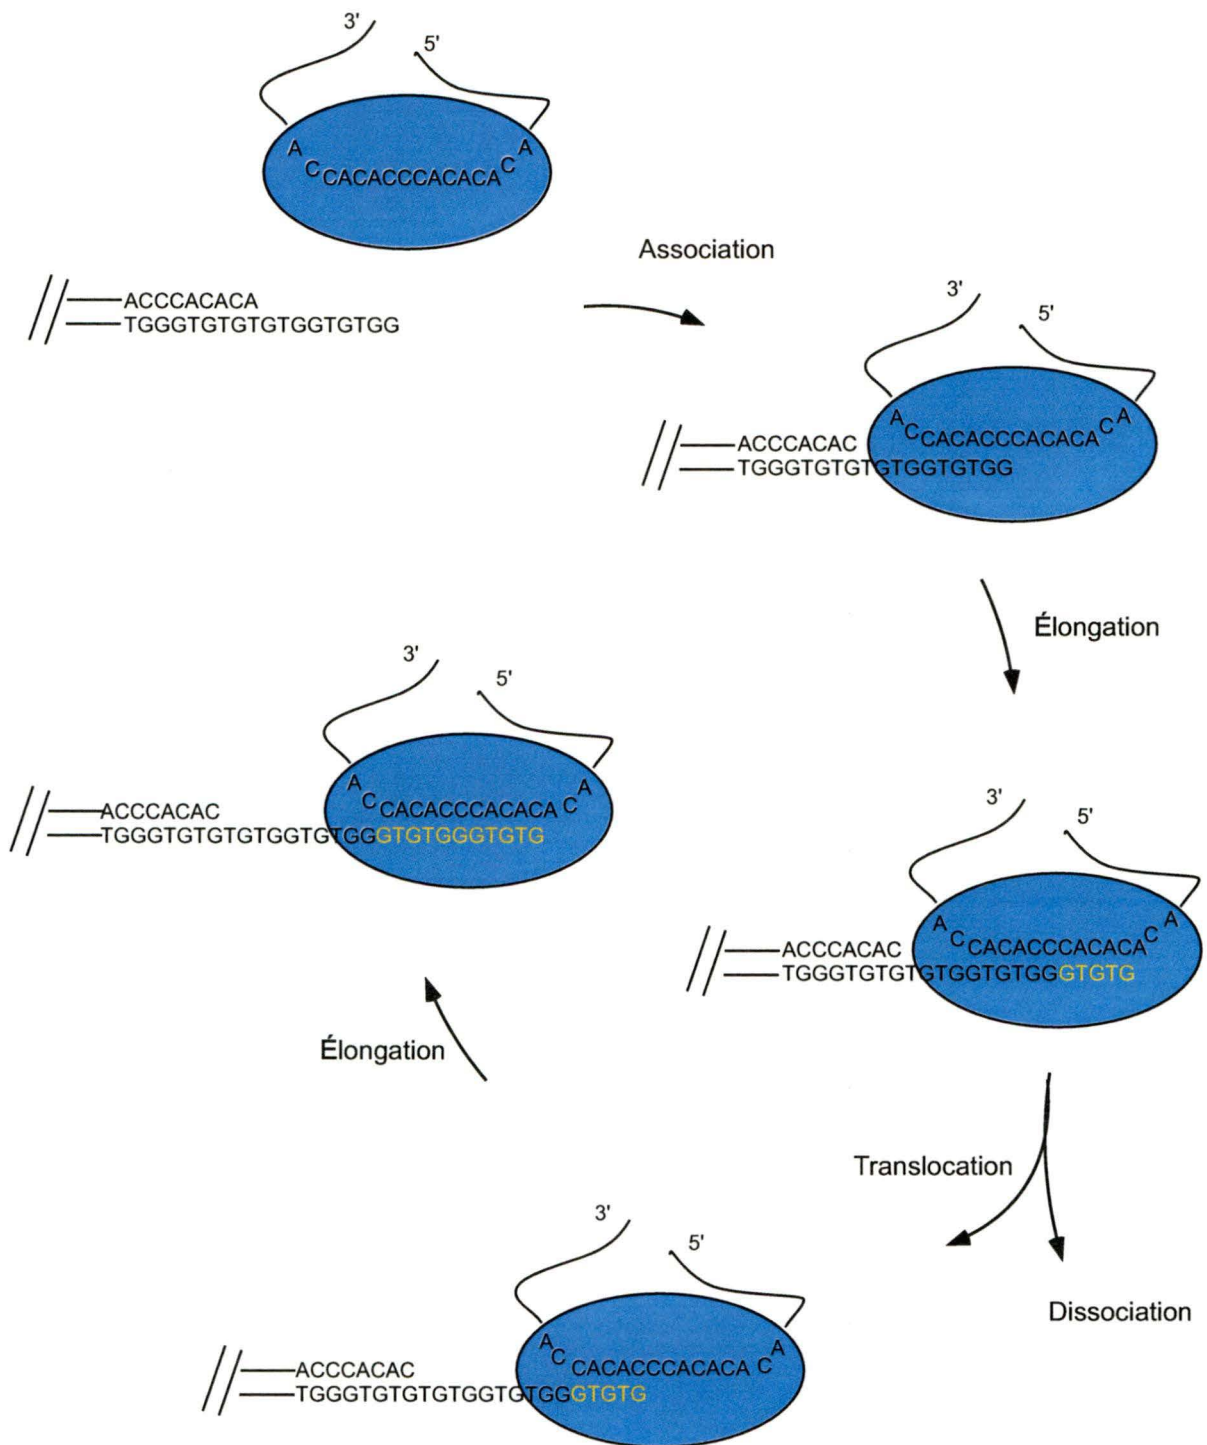 3'
5'
A C CACACCCACACA C A
Association
ACCCACACA
TGGGTGTGTGTGGTGTGG
3'
5'
A C CACACCCACACA C A
ACCCACAC
TGGGTGTGTGTGGTGTGG
Élongation
3'
5'
A C CACACCCACACA C A
ACCCACAC
TGGGTGTGTGTGGTGTGGGTGTGGGTGTG
3'
5'
A C CACACCCACACA C A
ACCCACAC
TGGGTGTGTGTGGTGTGGGTGTG
Élongation
Translocation
Dissociation
3'
5'
A C CACACCCACACA C A
ACCCACAC
TGGGTGTGTGTGGTGTGGGTGTG